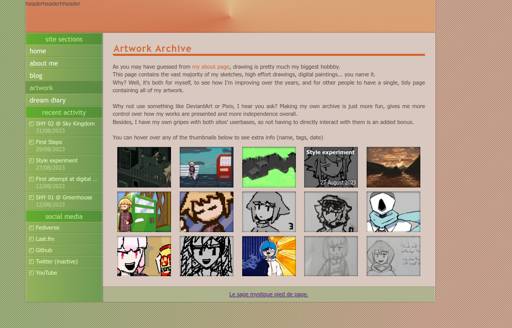 headerheaderhheader
site sections
home
about me
blog
artwork
dream diary
recent activity
SHY 02 @ Sky Kingdom
31/08/2023
First Steps
29/08/2023
Style experiment
27/08/2023
First attempt at digital ...
12/08/2023
SHY 01 @ Greenhouse
12/08/2023
social media
Fediverse
Last.fm
Github
Twitter (inactive)
YouTube
Artwork Archive
As you may have guessed from my about page, drawing is pretty much my biggest hobby.
This page contains the vast majority of my sketches, high effort drawings, digital paintings... you name it.
Why? Well, it's both for myself, to see how I'm improving over the years, and for other people to have a single, tidy page
containing all of my artwork.
Why not use something like DeviantArt or Pixiv, I hear you ask? Making my own archive is just more fun, gives me more
control over how my works are presented and more independence overall.
Besides, I have my own gripes with both sites' userbases, so not having to directly interact with them is an added bonus.
You can hover over any of the thumbnails below to see extra info (name, tags, date)
Style experiment
27 August 2023
3
Le sage mystique pied de page.